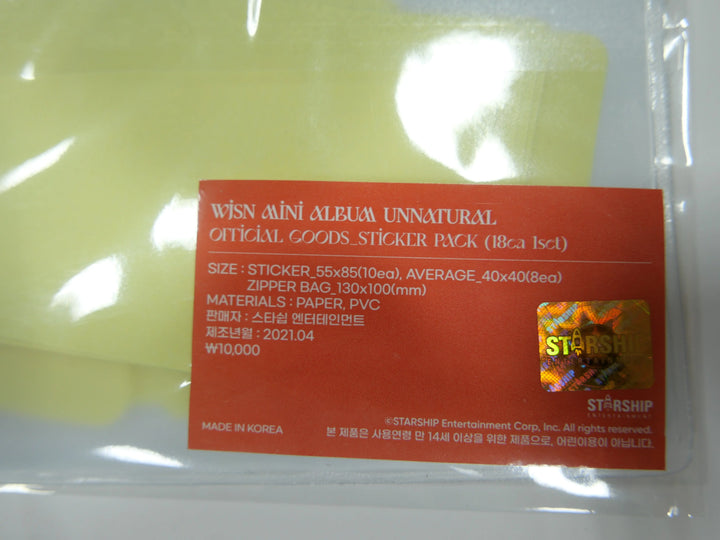 WJSN MINI ALBUM UNNATURAL
OFFICIAL GOODS_STICKER PACK (18ea 1set)
SIZE : STICKER_55x85(10ea), AVERAGE_40x40(8ea)
ZIPPER BAG_130x100(mm)
MATERIALS : PAPER, PVC
판매자 : 스타쉽 엔터테인먼트
제조년월 : 2021.04
₩10,000
STARSHIP
STARSHIP
ENTERTAINMENT
©STARSHIP Entertainment Corp, Inc. All rights reserved.
MADE IN KOREA
본 제품은 사용연령 만 14세 이상을 위한 제품으로, 어린이용이 아닙니다.